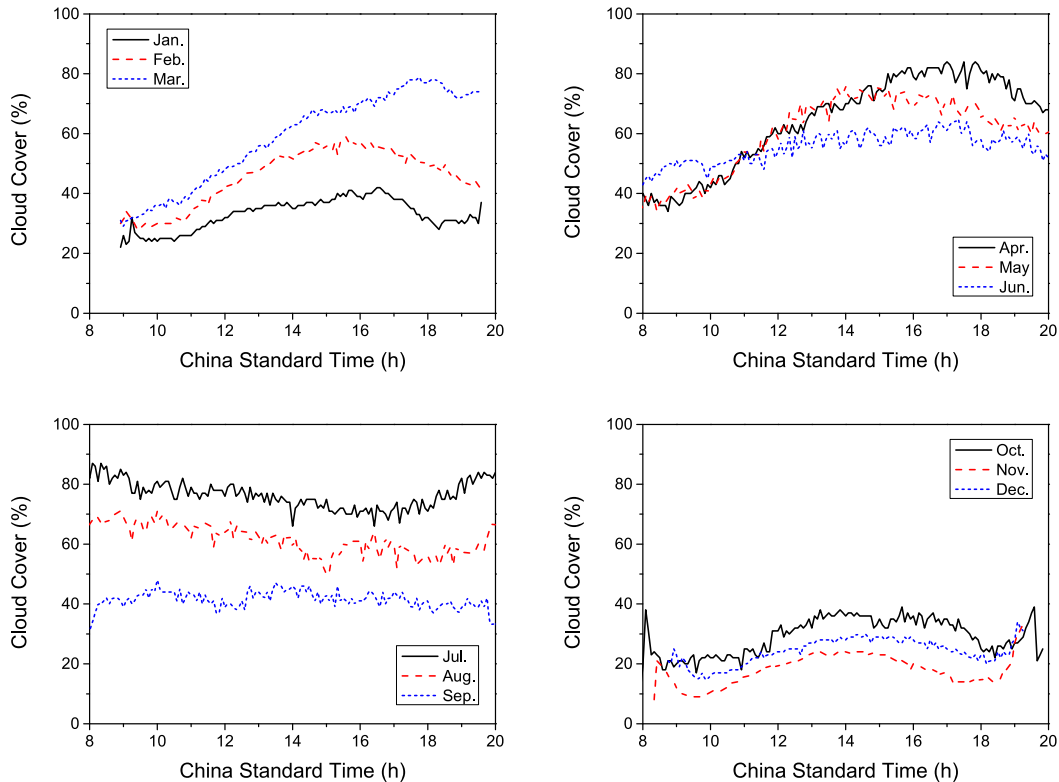 100
80
60
40
20
0
Cloud Cover (%)
Jan.
Feb.
Mar.
8 10 12 14 16 18 20
China Standard Time (h)
100
80
60
40
20
0
Cloud Cover (%)
Apr.
May
Jun.
8 10 12 14 16 18 20
China Standard Time (h)
100
80
60
40
20
0
Cloud Cover (%)
Jul.
Aug.
Sep.
8 10 12 14 16 18 20
China Standard Time (h)
100
80
60
40
20
0
Cloud Cover (%)
Oct.
Nov.
Dec.
8 10 12 14 16 18 20
China Standard Time (h)